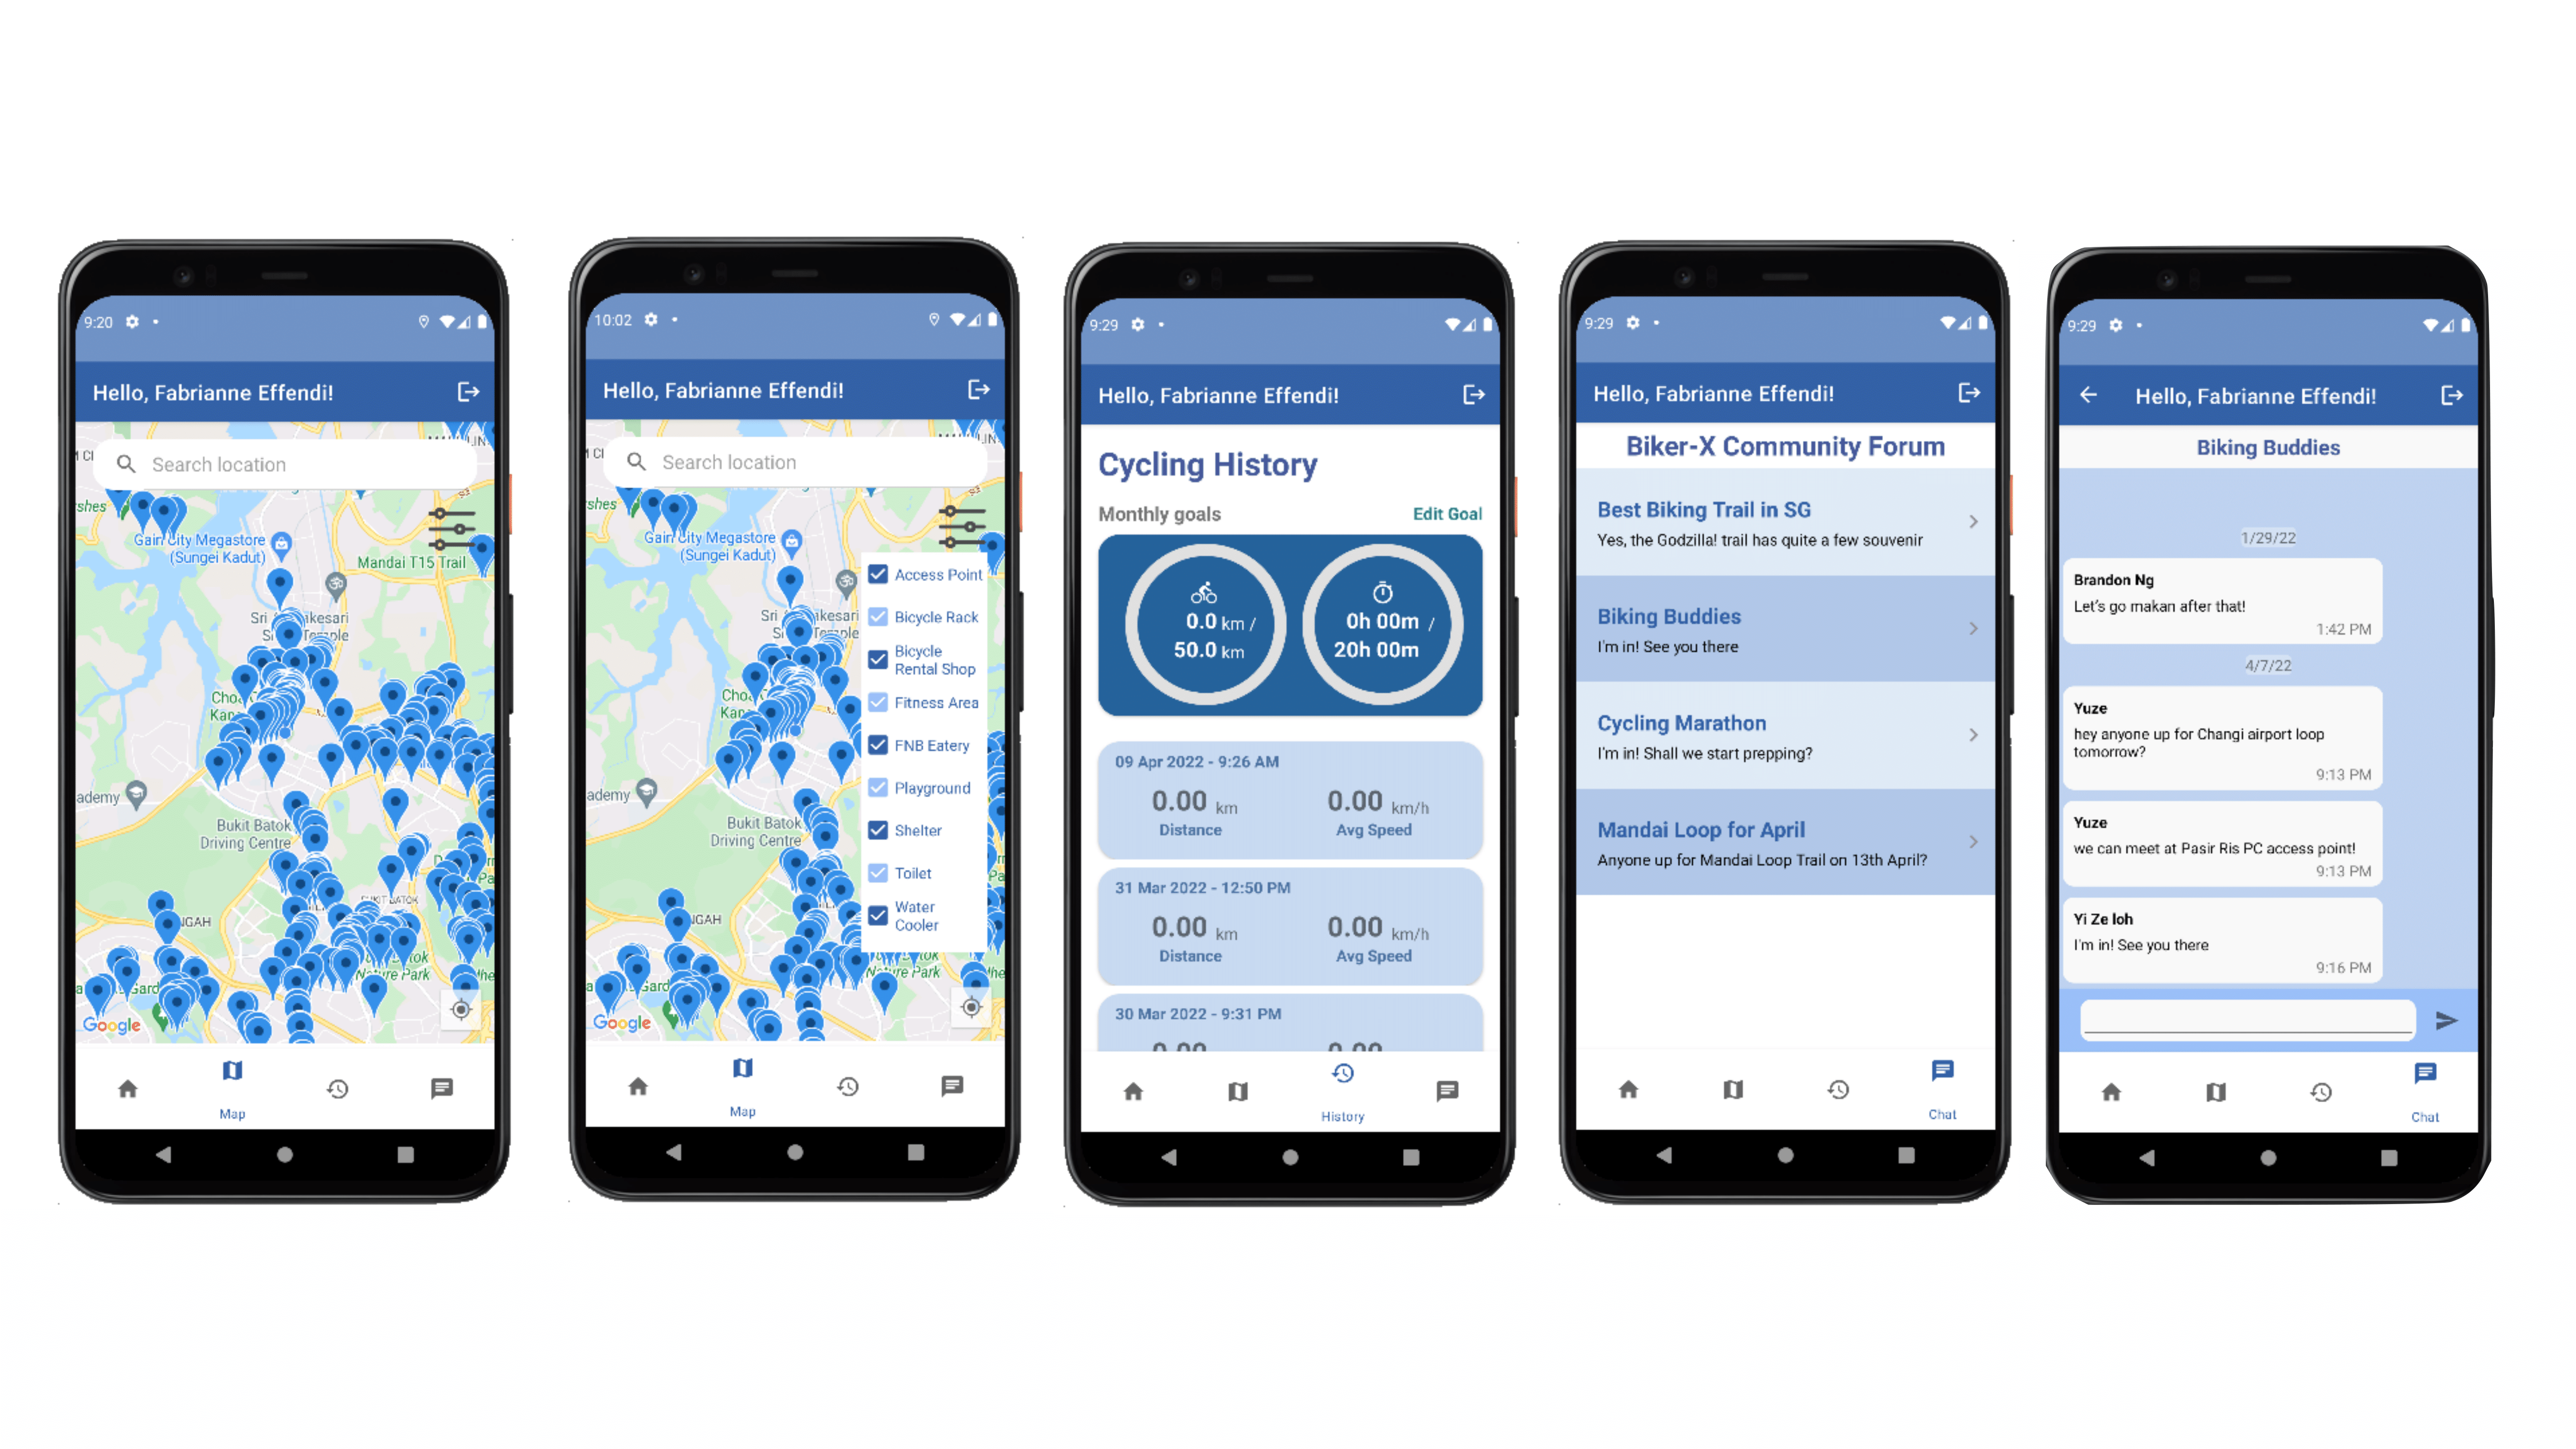 9:20
Hello, Fabrianne Effendi!
Search location
shes
Gain City Megastore
(Sungei Kadut)
Mandai T15 Trail
Sri
ademy
Bukit Batok
Driving Centre
NGAH
Nature Park
Google
Map
10:02
Hello, Fabrianne Effendi!
Search location
shes
Gain City Megastore
(Sungei Kadut)
Access Point
Bicycle Rack
Bicycle
Rental Shop
Fitness Area
FNB Eatery
Playground
Shelter
Toilet
Water
Cooler
Sri
ademy
Bukit Batok
Driving Centre
NGAH
Google
Map
9:29
Hello, Fabrianne Effendi!
Cycling History
Monthly goals Edit Goal
0.0 km / 0h 00m /
50.0 km 20h 00m
09 Apr 2022 - 9:26 AM
0.00 km 0.00 km/h
Distance Avg Speed
31 Mar 2022 - 12:50 PM
0.00 km 0.00 km/h
Distance Avg Speed
30 Mar 2022 - 9:31 PM
0.00 0.00
History
9:29
Hello, Fabrianne Effendi!
Biker-X Community Forum
Best Biking Trail in SG
Yes, the Godzilla! trail has quite a few souvenir
Biking Buddies
I'm in! See you there
Cycling Marathon
I'm in! Shall we start prepping?
Mandai Loop for April
Anyone up for Mandai Loop Trail on 13th April?
Chat
9:29
Hello, Fabrianne Effendi!
Biking Buddies
1/29/22
Brandon Ng
Let's go makan after that!
1:42 PM
4/7/22
Yuze
hey anyone up for Changi airport loop
tomorrow?
9:13 PM
Yuze
we can meet at Pasir Ris PC access point!
9:13 PM
Yi Ze loh
I'm in! See you there
9:16 PM
Chat